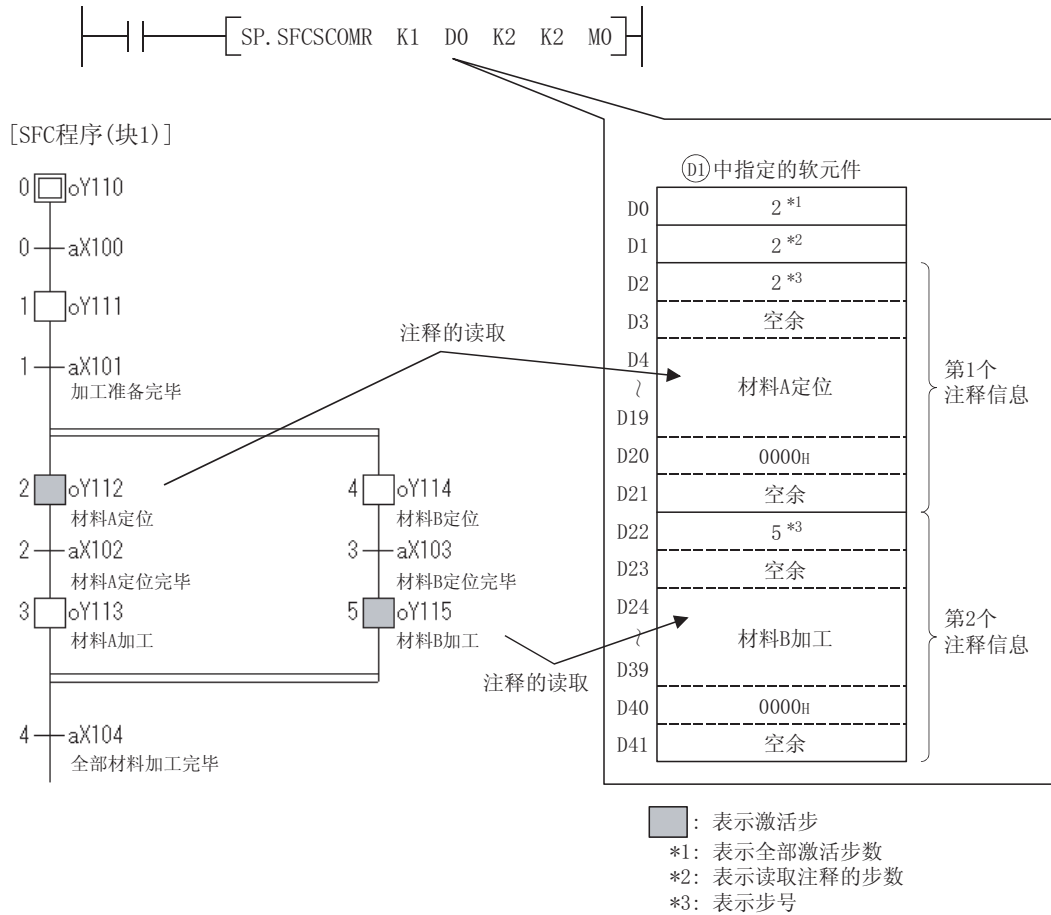 SP.SFCSCOMR K1 D0 K2 K2 M0
[SFC程序(块1)]
0 oY110
0 aX100
1 oY111
1 aX101
加工准备完毕
2 oY112
材料A定位
2 aX102
材料A定位完毕
3 oY113
材料A加工
4 oY114
材料B定位
3 aX103
材料B定位完毕
5 oY115
材料B加工
4 aX104
全部材料加工完毕
注释的读取
注释的读取
D1中指定的软元件
D0 2 *1
D1 2 *2
D2 2 *3
D3 空余
D4
~ 材料A定位
D19
D20 0000H
D21 空余
第1个
注释信息
D22 5 *3
D23 空余
D24
~ 材料B加工
D39
D40 0000H
D41 空余
第2个
注释信息
: 表示激活步
*1: 表示全部激活步数
*2: 表示读取注释的步数
*3: 表示步号